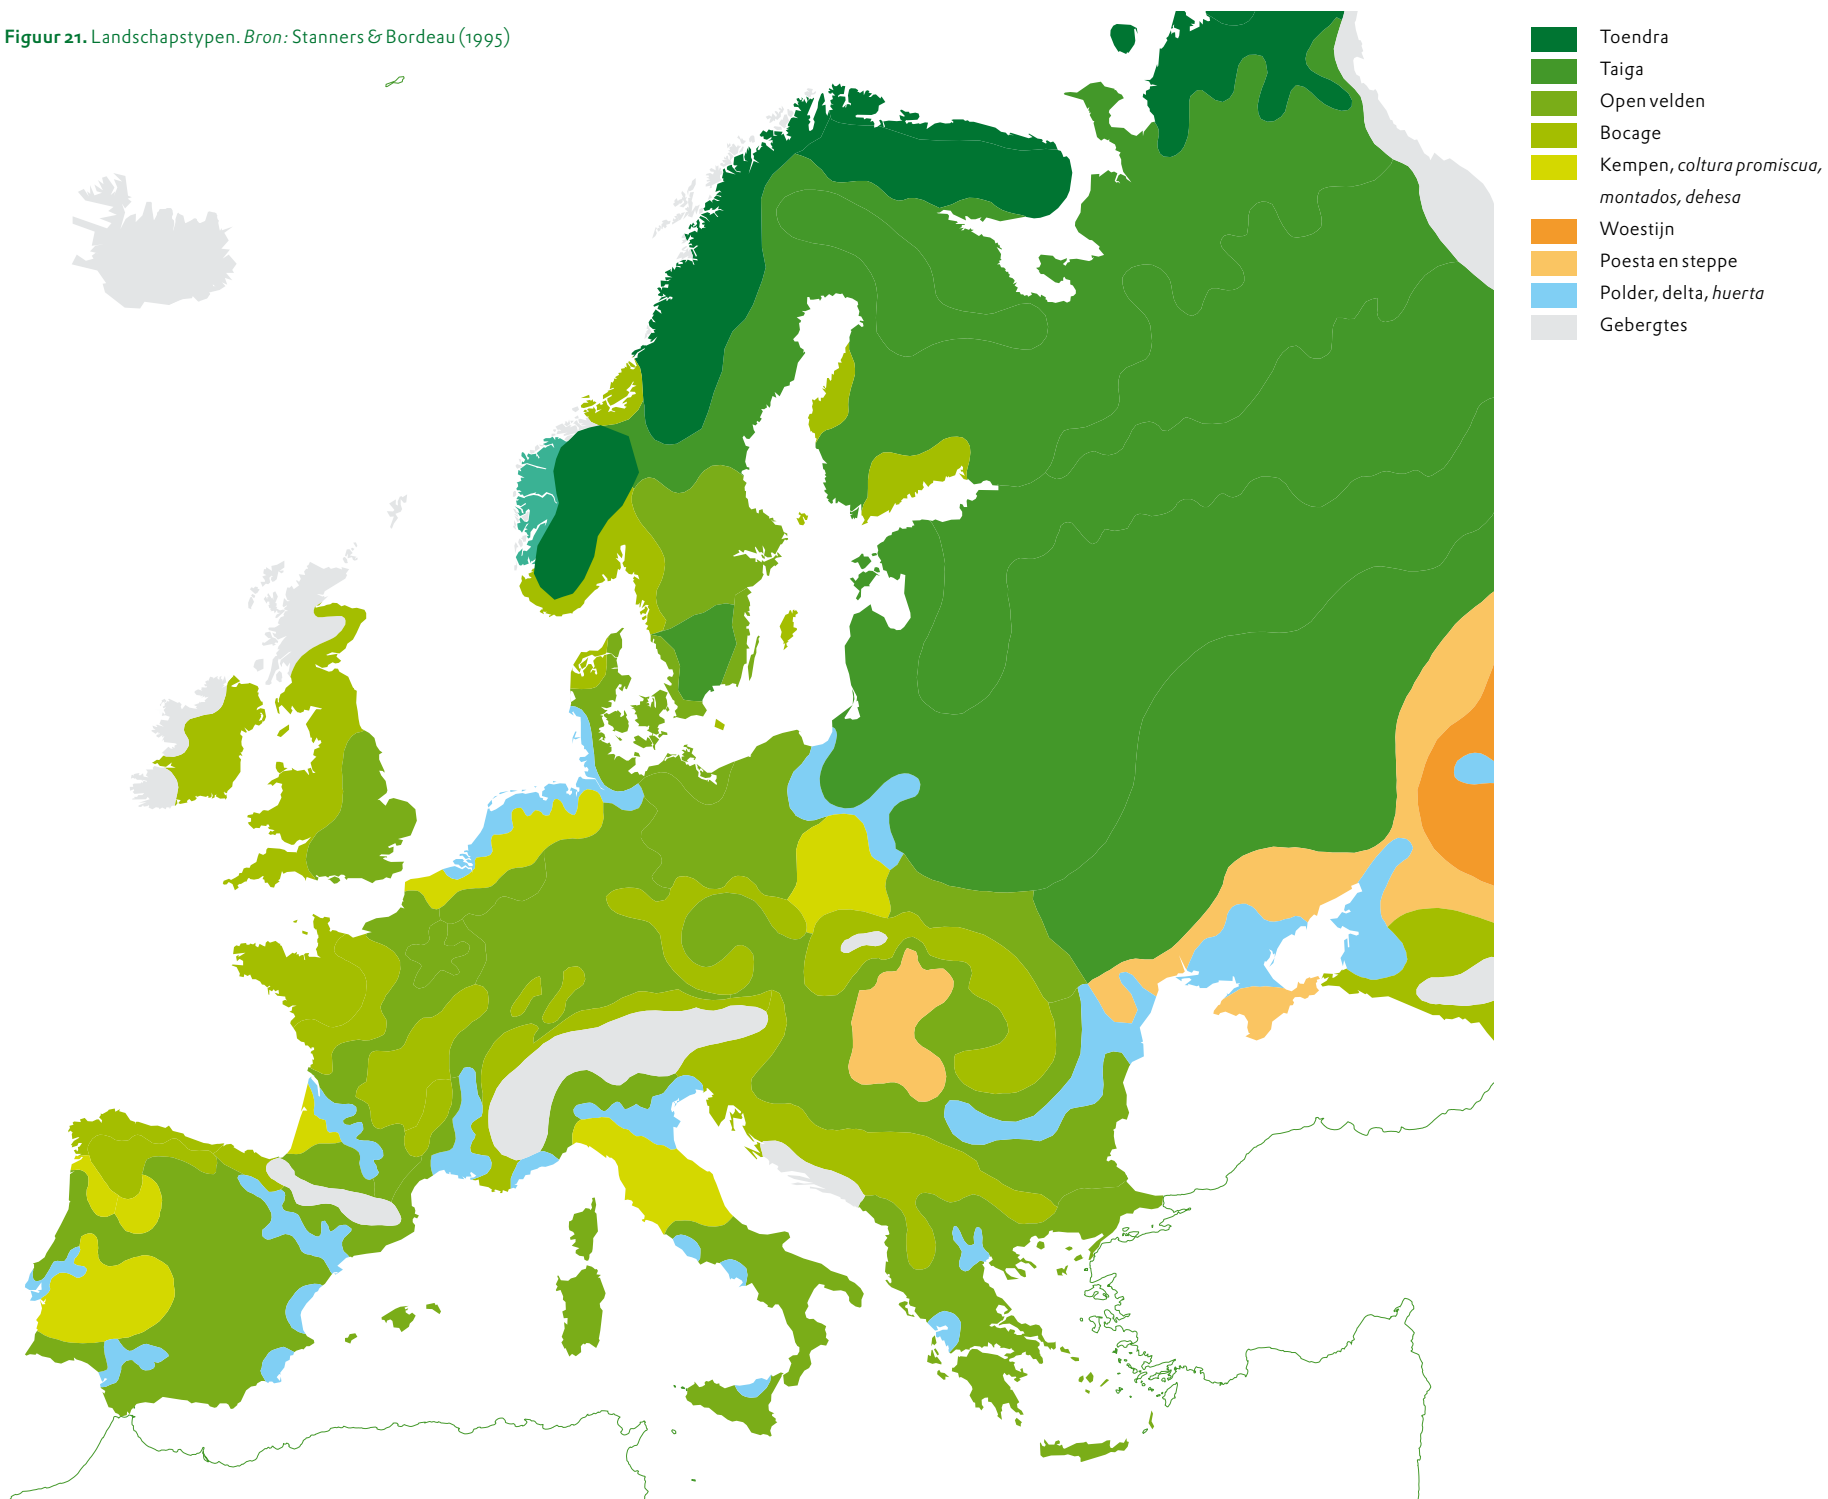 Figuur 21. Landschapstypen. Bron: Stanners & Bordeau (1995)
Toendra
Taiga
Open velden
Bocage
Kempen, coltura promiscua,
montados, dehesa
Woestijn
Poesta en steppe
Polder, delta, huerta
Gebergtes